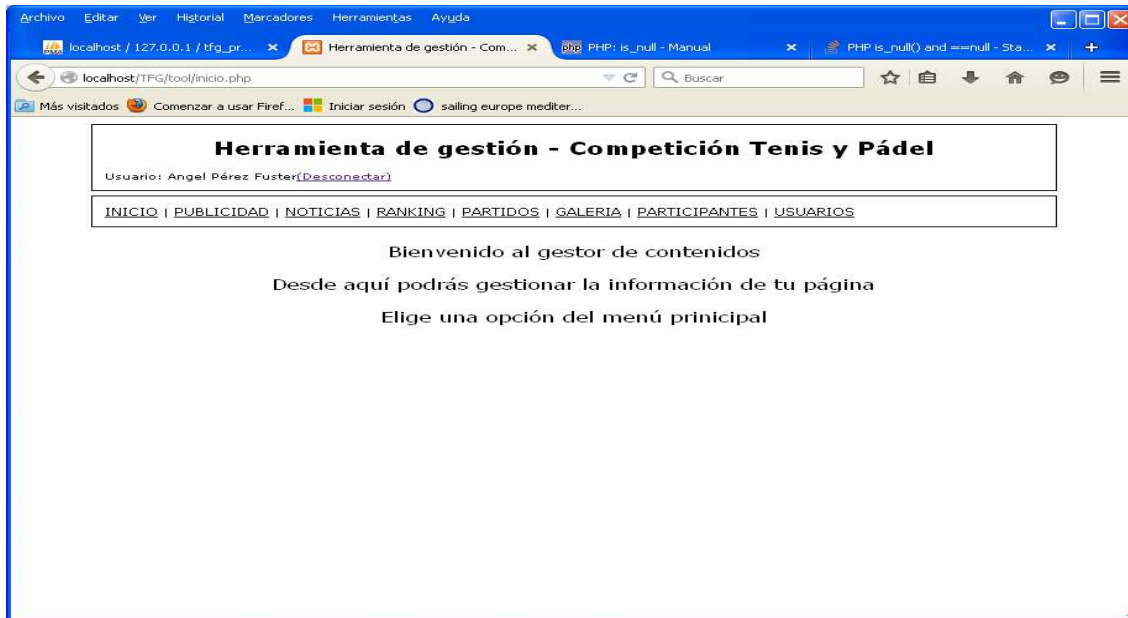 Archivo Editar Ver Historial Marcadores Herramientas Ayuda
localhost / 127.0.0.1 / tfg_pr... Herramienta de gestión - Com... PHP: is_null - Manual PHP is_null() and ==null - Sta...
localhost/TFG/tool/inicio.php Buscar
Más visitados Comenzar a usar Firef... Iniciar sesión sailing europe mediter...
Herramienta de gestión - Competición Tenis y Pádel
Usuario: Angel Pérez Fuster(Desconectar)
INICIO | PUBLICIDAD | NOTICIAS | RANKING | PARTIDOS | GALERIA | PARTICIPANTES | USUARIOS
Bienvenido al gestor de contenidos
Desde aquí podrás gestionar la información de tu página
Elige una opción del menú prinicipal